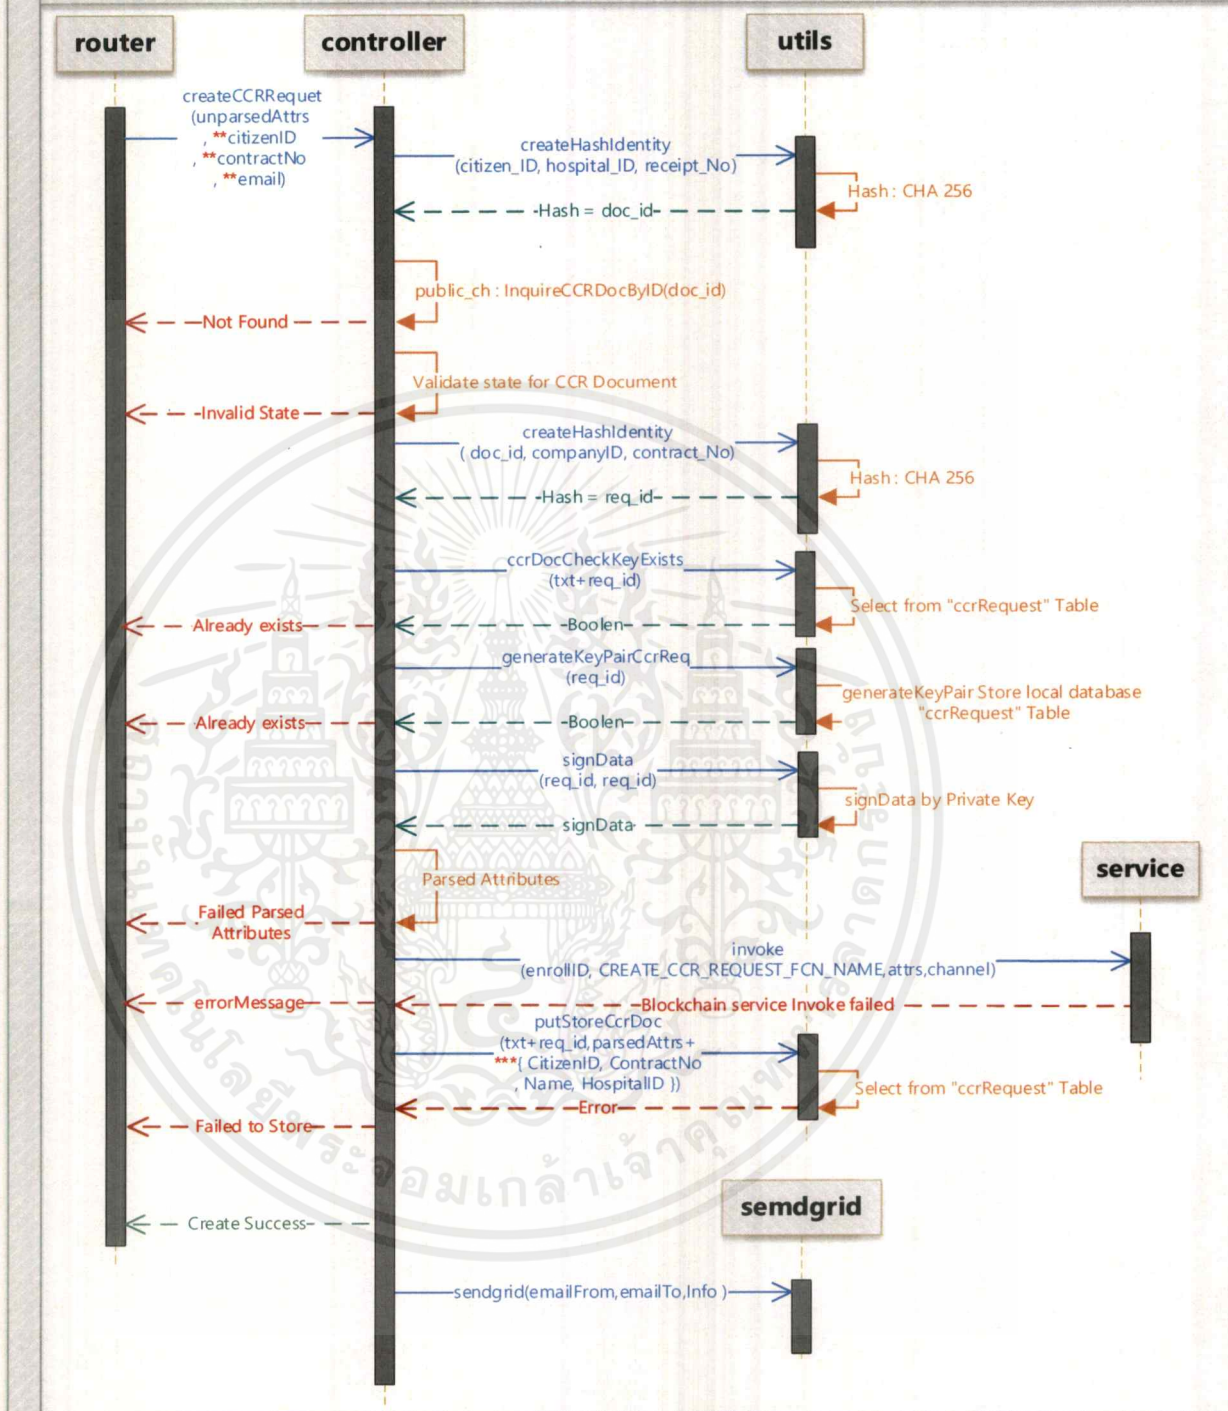 router
controller
utils
createCCRRequet
(unparsedAttrs
, **citizenID
, **contractNo
, **email)
createHashIdentity
(citizen_ID, hospital_ID, receipt_No)
Hash : CHA 256
Hash = doc_id
public_ch : InquireCCRDocByID(doc_id)
Not Found
Validate state for CCR Document
Invalid State
createHashIdentity
( doc_id, companyID, contract_No)
Hash : CHA 256
Hash = req_id
ccrDocCheckKeyExists
(txt+req_id)
Select from "ccrRequest" Table
Already exists
Boolen
generateKeyPairCcrReq
(req_id)
generateKeyPair Store local database
"ccrRequest" Table
Already exists
Boolen
signData
(req_id, req_id)
signData by Private Key
signData
service
Parsed Attributes
Failed Parsed
Attributes
invoke
(enrollID, CREATE_CCR_REQUEST_FCN_NAME,attrs,channel)
errorMessage
Blockchain service Invoke failed
putStoreCcrDoc
(txt+req_id,parsedAttrs+
***{ CitizenID, ContractNo
, Name, HospitalID })
Select from "ccrRequest" Table
Error
Failed to Store
semdgrid
Create Success
sendgrid(emailFrom,emailTo,Info )